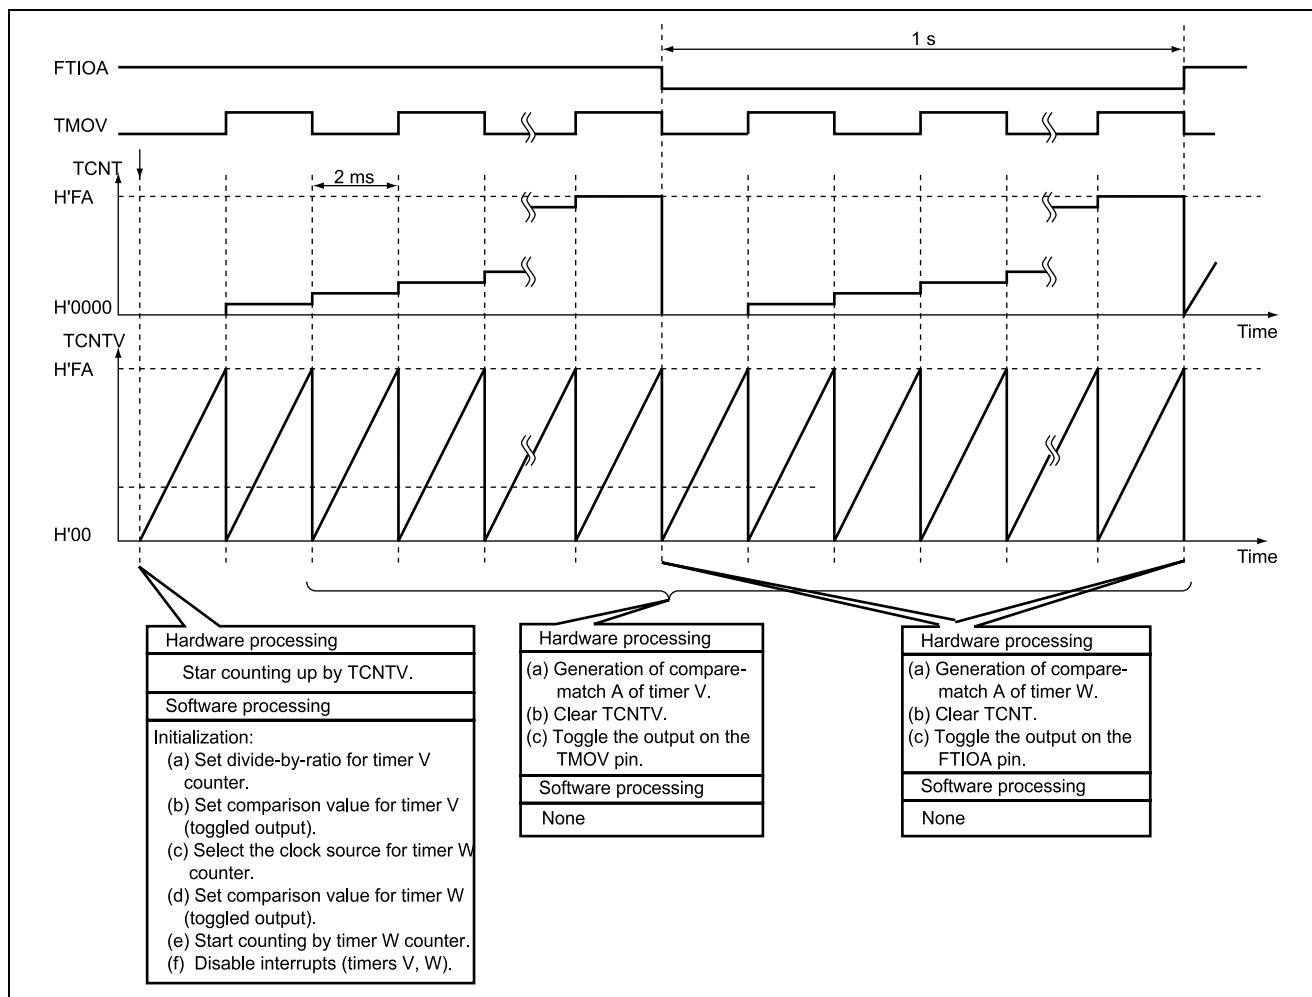 1 s
FTIOA
TMOV
TCNT
2 ms
H'FA
H'0000
Time
TCNTV
H'FA
H'00
Time
Hardware processing
Star counting up by TCNTV.
Software processing
Initialization:
(a) Set divide-by-ratio for timer V
counter.
(b) Set comparison value for timer V
(toggled output).
(c) Select the clock source for timer W
counter.
(d) Set comparison value for timer W
(toggled output).
(e) Start counting by timer W counter.
(f) Disable interrupts (timers V, W).
Hardware processing
(a) Generation of compare-
match A of timer V.
(b) Clear TCNTV.
(c) Toggle the output on the
TMOV pin.
Software processing
None
Hardware processing
(a) Generation of compare-
match A of timer W.
(b) Clear TCNT.
(c) Toggle the output on the
FTIOA pin.
Software processing
None